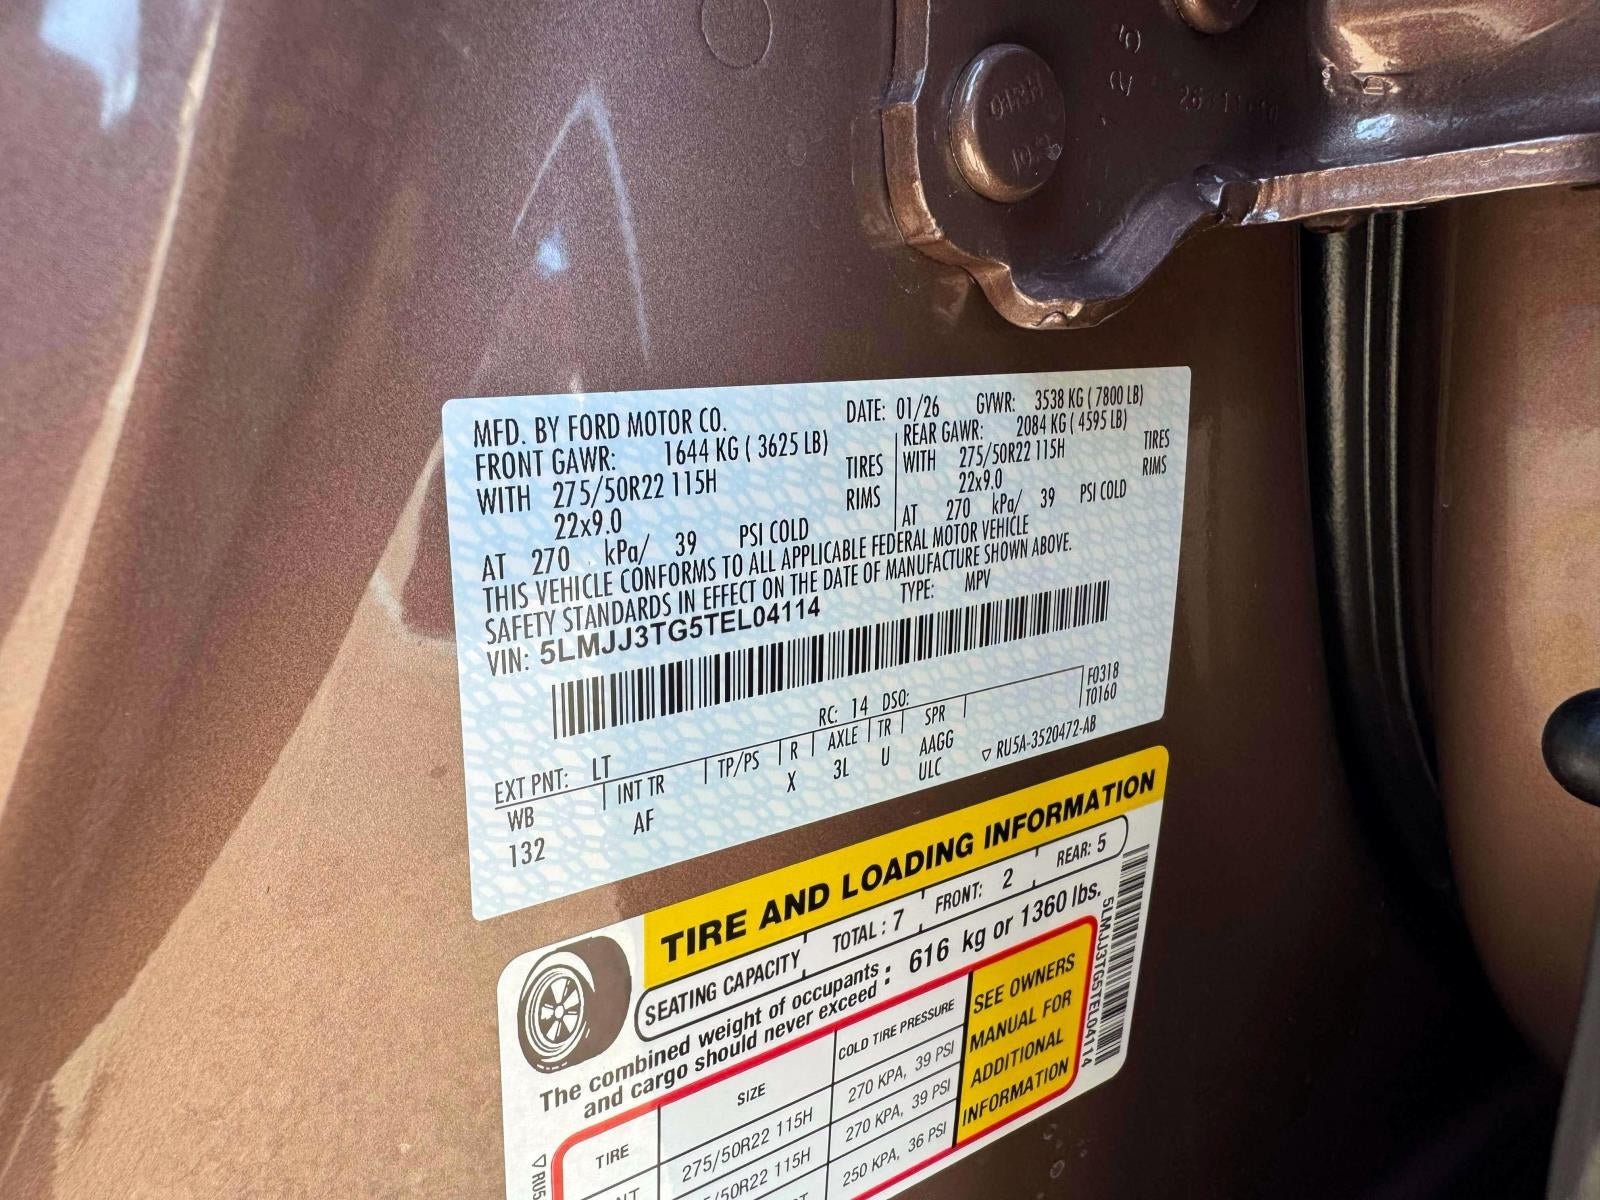 MFD. BY FORD MOTOR CO.
DATE: 01/26 GVWR: 3538 KG ( 7800 LB)
FRONT GAWR: 1644 KG ( 3625 LB)
WITH 275/50R22 115H TIRES
22x9.0 RIMS
AT 270 kPa/ 39 PSI COLD
REAR GAWR: 2084 KG ( 4595 LB)
WITH 275/50R22 115H TIRES
22x9.0 RIMS
AT 270 kPa/ 39 PSI COLD
THIS VEHICLE CONFORMS TO ALL APPLICABLE FEDERAL MOTOR VEHICLE
SAFETY STANDARDS IN EFFECT ON THE DATE OF MANUFACTURE SHOWN ABOVE.
VIN: 5LMJJ3TG5TEL04114 TYPE: MPV
F0318
T0160
EXT PNT: LT RC: 14 DSO:
WB INT TR TP/PS R AXLE TR SPR
132 AF X 3L U AAGG
ULC
▽ RU5A-3520472-AB
TIRE AND LOADING INFORMATION
SEATING CAPACITY TOTAL : 7 FRONT: 2 REAR: 5
The combined weight of occupants
and cargo should never exceed : 616 kg or 1360 lbs.
TIRE SIZE COLD TIRE PRESSURE
275/50R22 115H 270 KPA, 39 PSI
/50R22 115H 270 KPA, 39 PSI
250 KPA, 36 PSI
SEE OWNERS
MANUAL FOR
ADDITIONAL
INFORMATION
5LMJJ3TG5TEL04114
▽ RU5